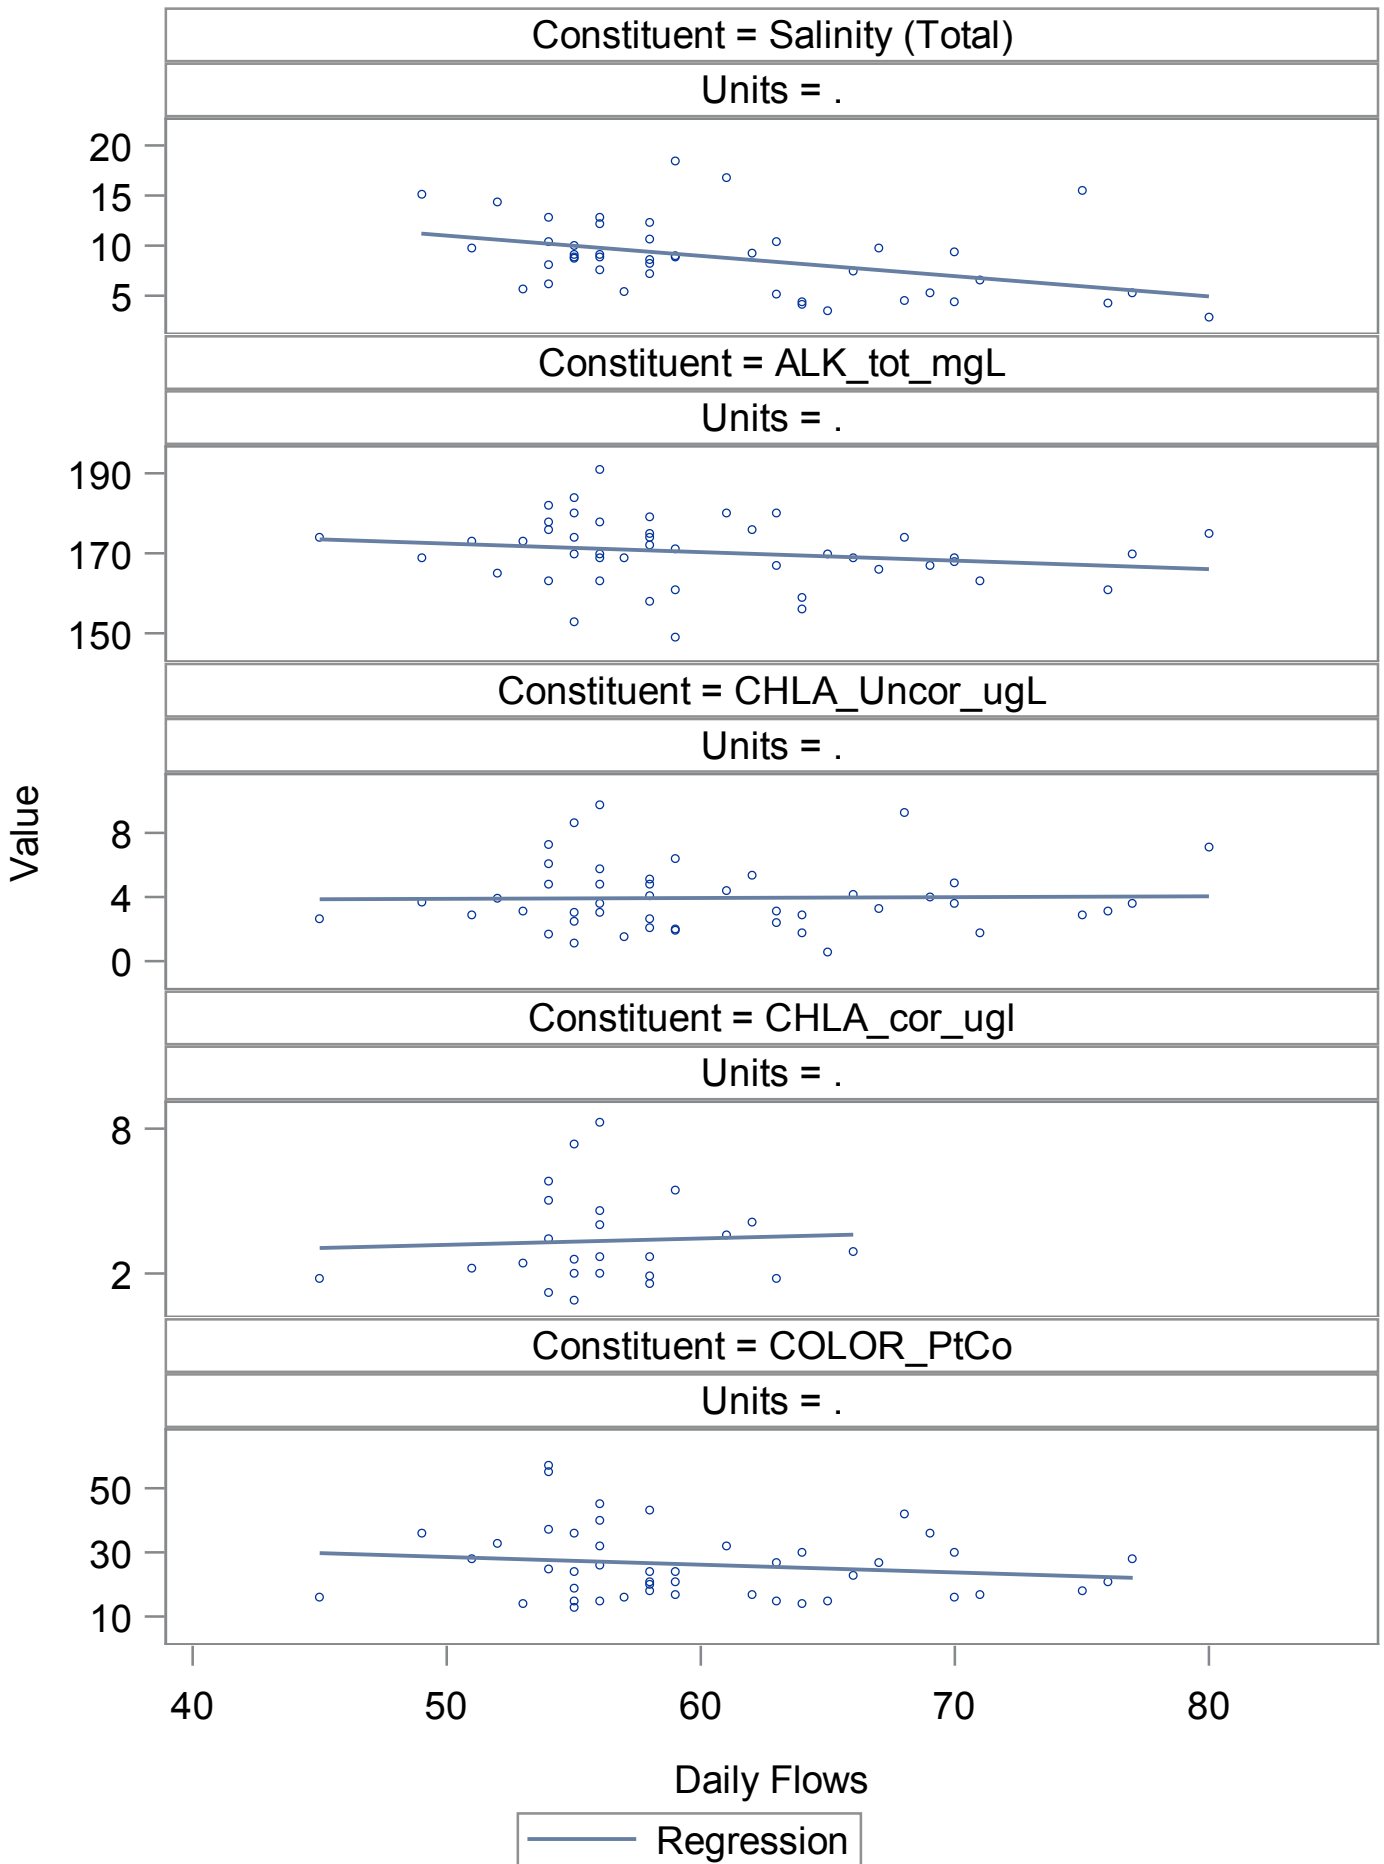 Constituent = Salinity (Total)
Units = .
20
15
10
5
Constituent = ALK_tot_mgL
Units = .
190
170
150
Constituent = CHLA_Uncor_ugL
Units = .
8
4
0
Value
Constituent = CHLA_cor_ugl
Units = .
8
2
Constituent = COLOR_PtCo
Units = .
50
30
10
40 50 60 70 80
Daily Flows
Regression